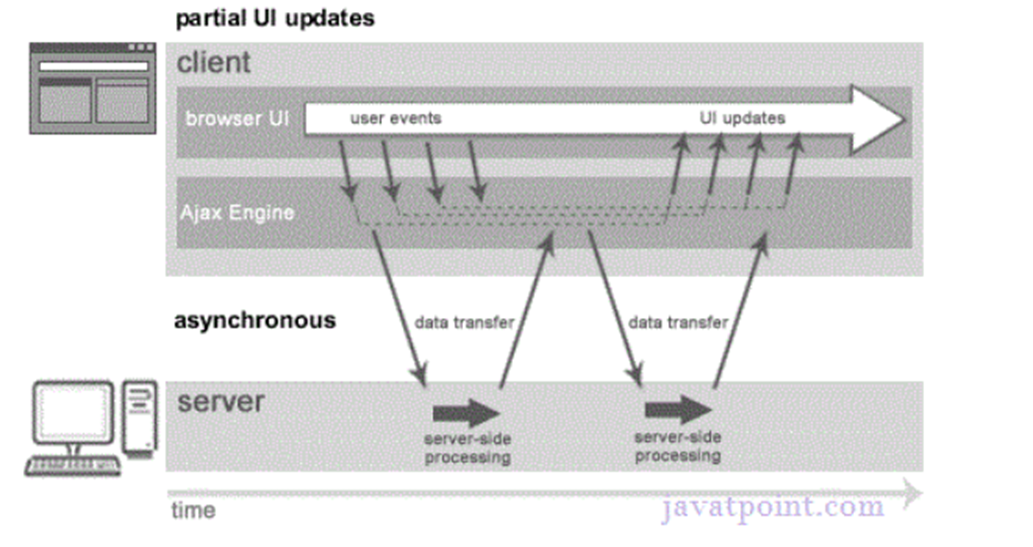 partial UI updates
client
browser UI
user events
UI updates
Ajax Engine
asynchronous
data transfer
data transfer
server
server-side
processing
server-side
processing
time
javatpoint.com